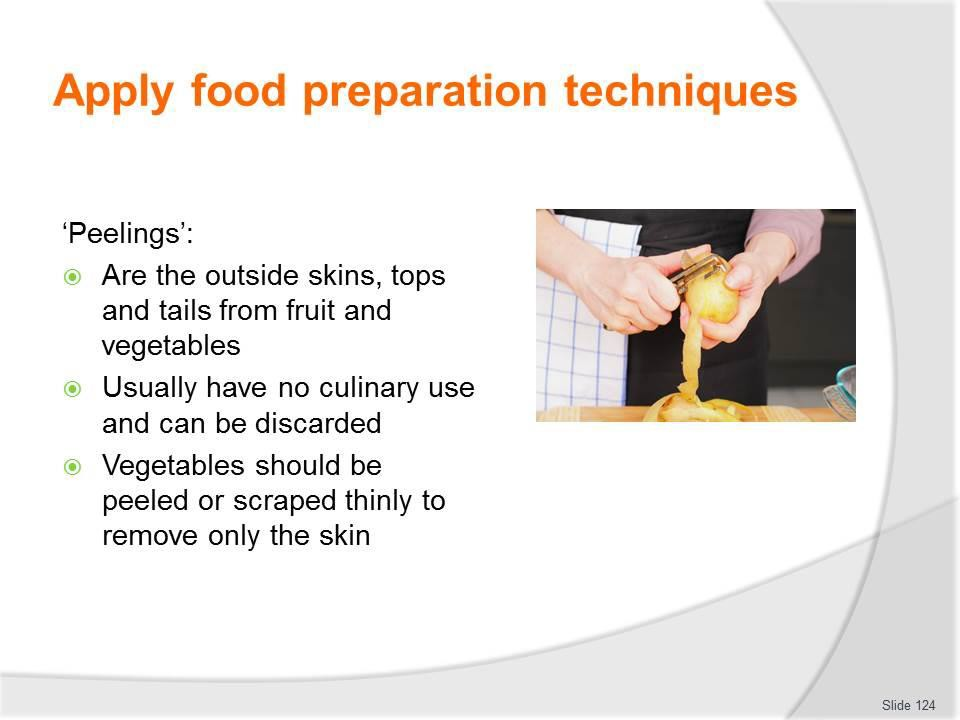 Apply food preparation techniques
‘Peelings’:
Are the outside skins, tops
and tails from fruit and
vegetables
Usually have no culinary use
and can be discarded
Vegetables should be
peeled or scraped thinly to
remove only the skin
Slide 124